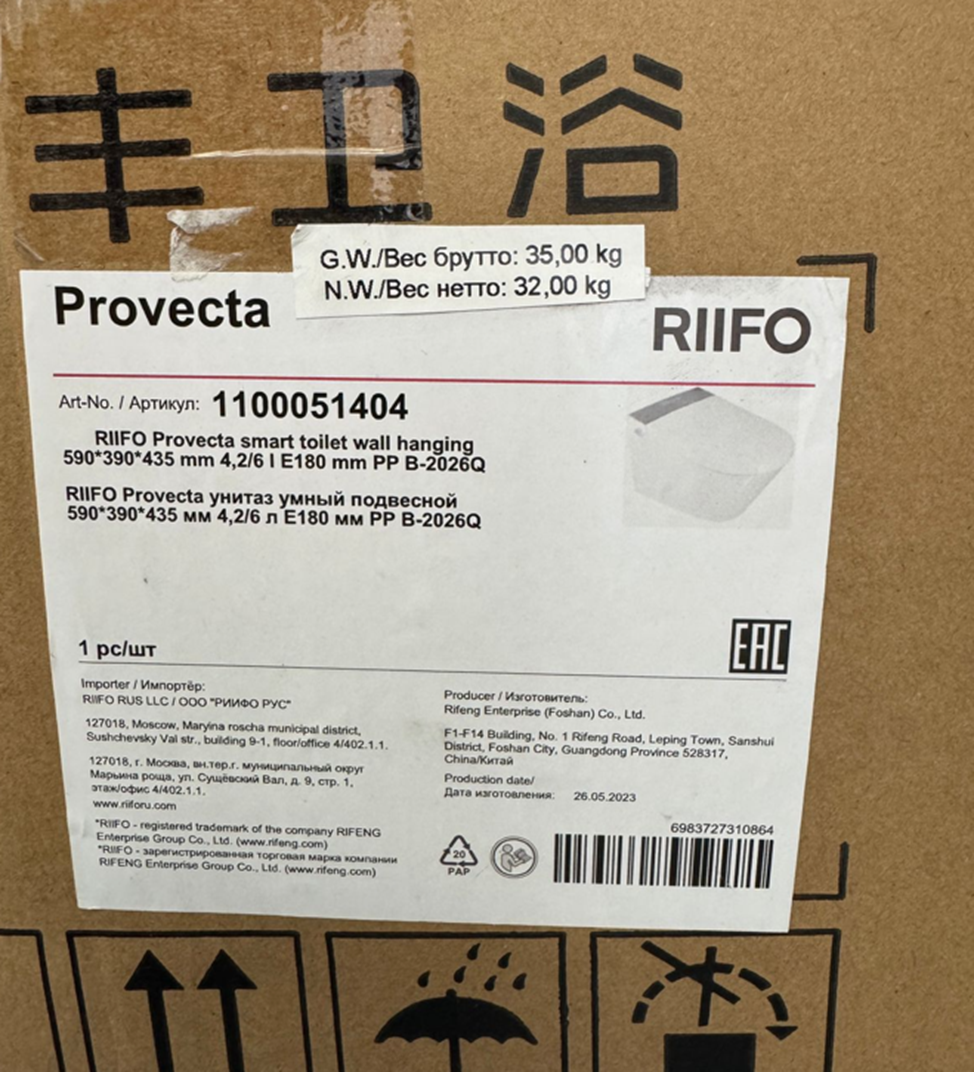 丰卫浴
G.W./Вес брутто: 35,00 kg
N.W./Вес нетто: 32,00 kg
Provecta
RIIFO
Art-No. / Артикул: 1100051404
RIIFO Provecta smart toilet wall hanging
590*390*435 mm 4,2/6 l E180 mm PP B-2026Q
RIIFO Provecta унитаз умный подвесной
590*390*435 мм 4,2/6 л E180 мм PP B-2026Q
1 pc/шт
EAC
Importer / Импортёр:
RIIFO RUS LLC / ООО "РИИФО РУС"
127018, Moscow, Maryina roscha municipal district,
Sushchevsky Val str., building 9-1, floor/office 4/402.1.1.
127018, г. Москва, вн.тер.г. муниципальный округ
Марьина роща, ул. Сущёвский Вал, д. 9, стр. 1,
этаж/офис 4/402.1.1.
www.riiforu.com
"RIIFO - registered trademark of the company RIFENG
Enterprise Group Co., Ltd. (www.rifeng.com)
"RIIFO - зарегистрированная торговая марка компании
RIFENG Enterprise Group Co., Ltd. (www.rifeng.com)
Producer / Изготовитель:
Rifeng Enterprise (Foshan) Co., Ltd.
F1-F14 Building, No. 1 Rifeng Road, Leping Town, Sanshui
District, Foshan City, Guangdong Province 528317,
China/Китай
Production date/
Дата изготовления: 26.05.2023
20
PAP
6983727310864